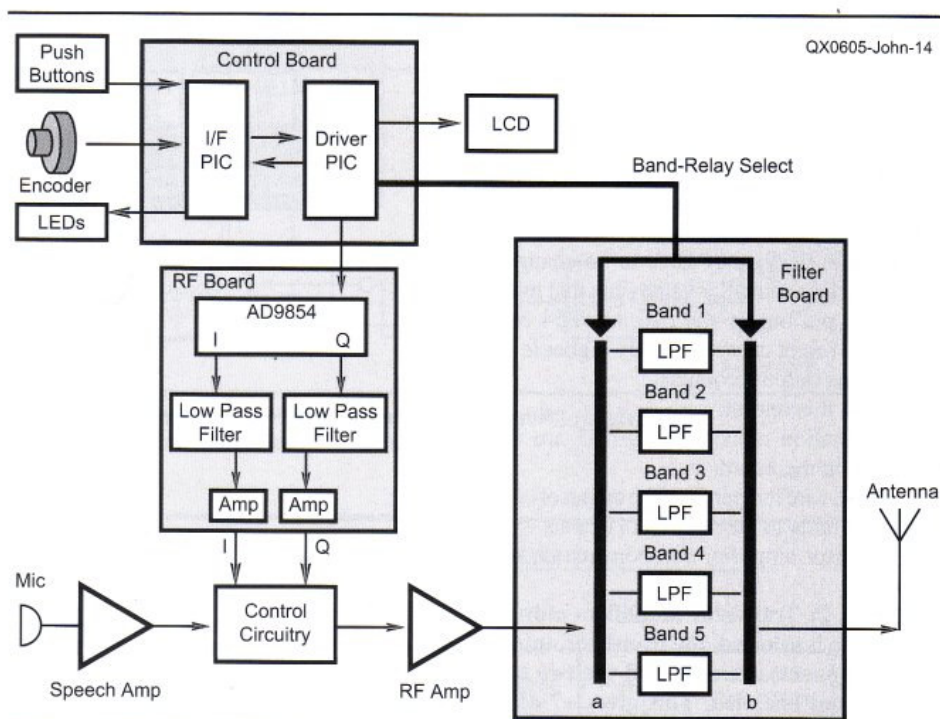 QX0605-John-14
Control Board
Push
Buttons
I/F
PIC
Driver
PIC
LCD
Encoder
LEDs
Band-Relay Select
RF Board
AD9854
I
Q
Low Pass
Filter
Low Pass
Filter
Amp
Amp
I
Q
Filter
Board
Band 1
LPF
Band 2
LPF
Band 3
LPF
Band 4
LPF
Band 5
LPF
a
b
Antenna
Mic
Speech Amp
Control
Circuitry
RF Amp